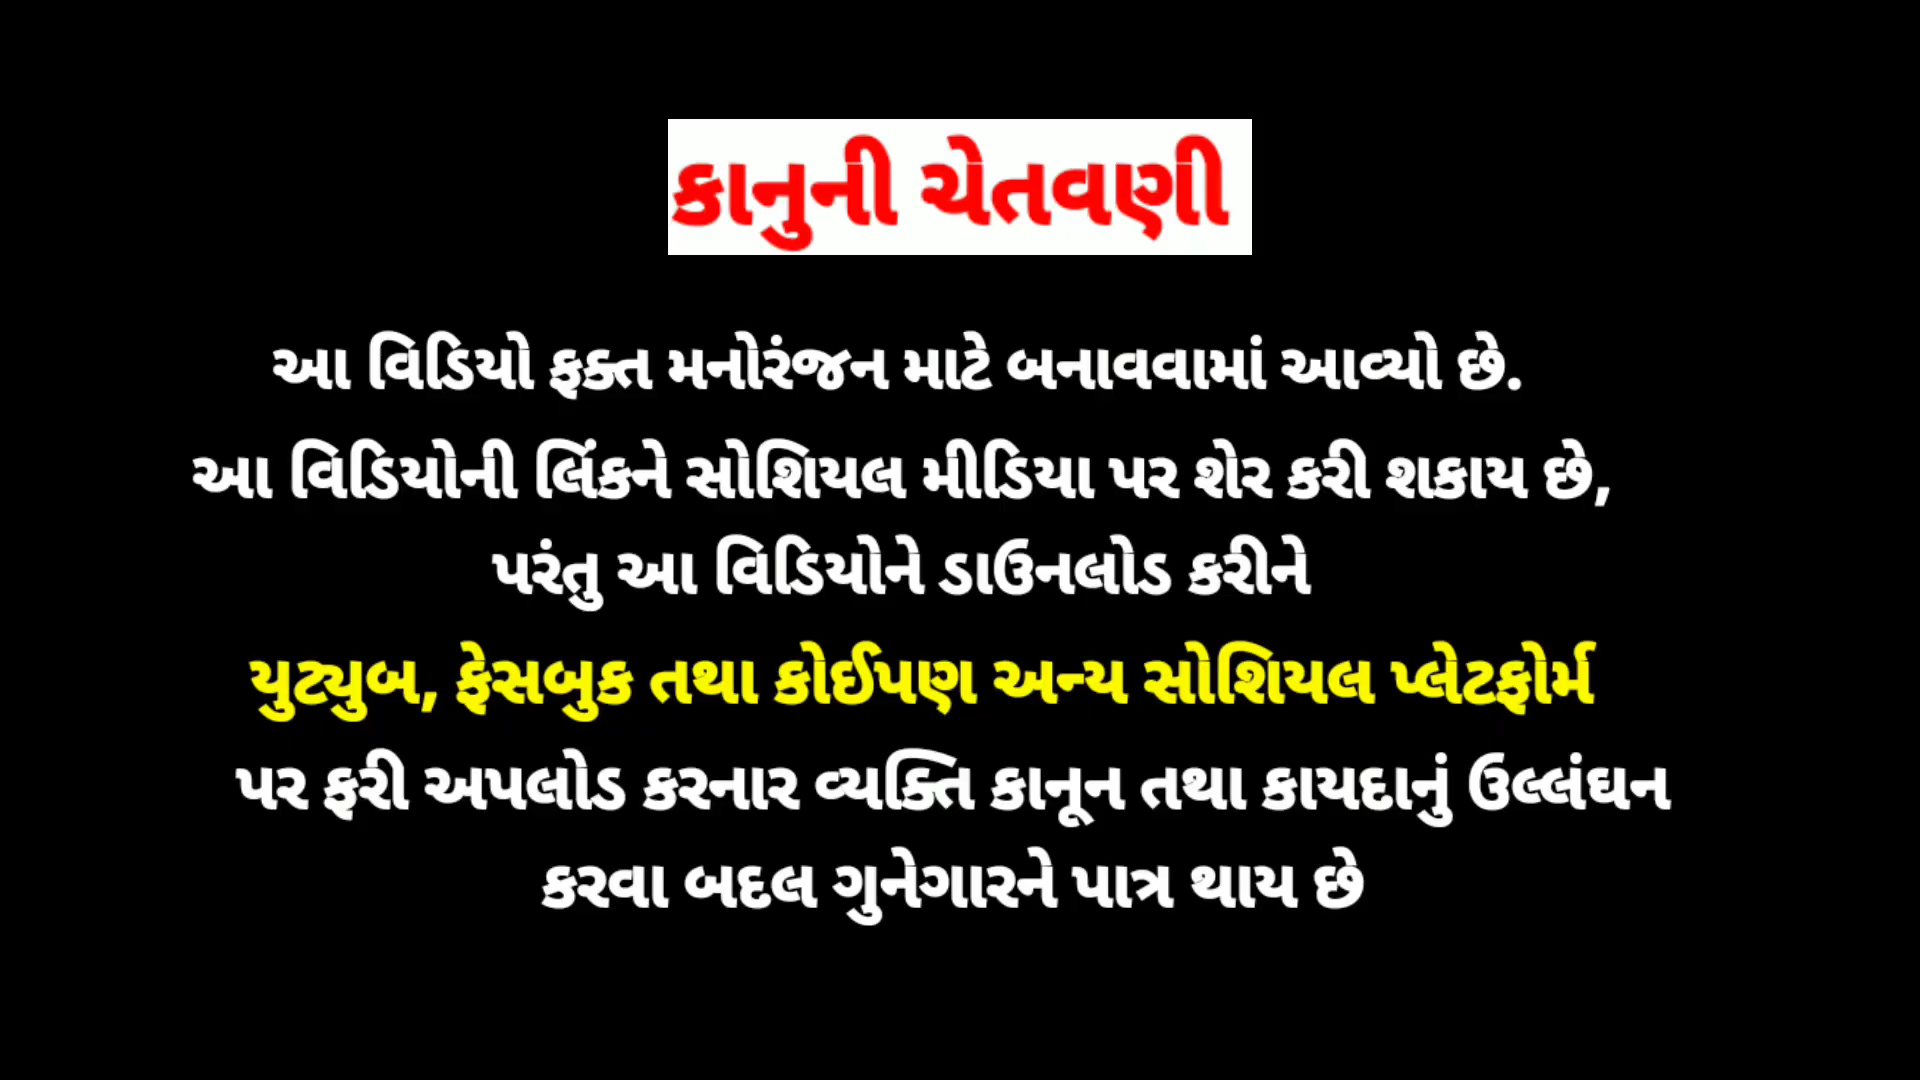 કાનુની ચેતવણી
આ વિડિયો ફક્ત મનોરંજન માટે બનાવવામાં આવ્યો છે.
આ વિડિયોની લિંકને સોશિયલ મીડિયા પર શેર કરી શકાય છે,
પરંતુ આ વિડિયોને ડાઉનલોડ કરીને
યુટ્યુબ, ફેસબુક તથા કોઈપણ અન્ય સોશિયલ પ્લેટફોર્મ
પર ફરી અપલોડ કરનાર વ્યક્તિ કાનૂન તથા કાયદાનું ઉલ્લંઘન
કરવા બદલ ગુનેગારને પાત્ર થાય છે